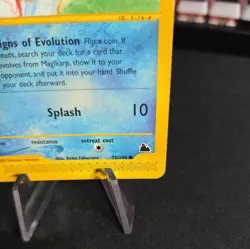 igns of Evolution Flip a coin. If
eads, search your deck for a card that
evolves from Magikarp, show it to your
opponent, and put it into your hand. Shuffle
your deck afterward.
Splash 10
resistance retreat cost